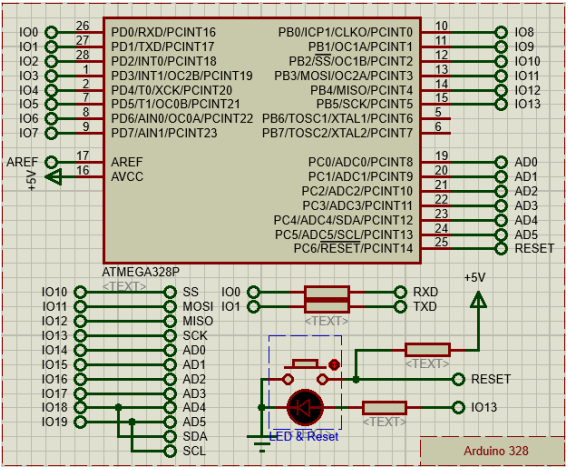 IO0 26 PD0/RXD/PCINT16 PB0/ICP1/CLKO/PCINT0 10 IO8
IO1 27 PD1/TXD/PCINT17 PB1/OC1A/PCINT1 11 IO9
IO2 28 PD2/INT0/PCINT18 PB2/SS/OC1B/PCINT2 12 IO10
IO3 1 PD3/INT1/OC2B/PCINT19 PB3/MOSI/OC2A/PCINT3 13 IO11
IO4 2 PD4/T0/XCK/PCINT20 PB4/MISO/PCINT4 14 IO12
IO5 7 PD5/T1/OC0B/PCINT21 PB5/SCK/PCINT5 15 IO13
IO6 8 PD6/AIN0/OC0A/PCINT22 PB6/TOSC1/XTAL1/PCINT6 5
IO7 9 PD7/AIN1/PCINT23 PB7/TOSC2/XTAL2/PCINT7 6
AREF 17 AREF PC0/ADC0/PCINT8 19 AD0
+5V 16 AVCC PC1/ADC1/PCINT9 20 AD1
PC2/ADC2/PCINT10 21 AD2
PC3/ADC3/PCINT11 22 AD3
PC4/ADC4/SDA/PCINT12 23 AD4
PC5/ADC5/SCL/PCINT13 24 AD5
PC6/RESET/PCINT14 25 RESET
ATMEGA328P
<TEXT>
IO10 SS
IO11 MOSI
IO12 MISO
IO13 SCK
IO14 AD0
IO15 AD1
IO16 AD2
IO17 AD3
IO18 AD4
IO19 AD5
SDA
SCL
IO0 RXD
IO1 TXD
<TEXT>
+5V
<TEXT>
RESET
IO13
<TEXT>
LED & Reset
Arduino 328